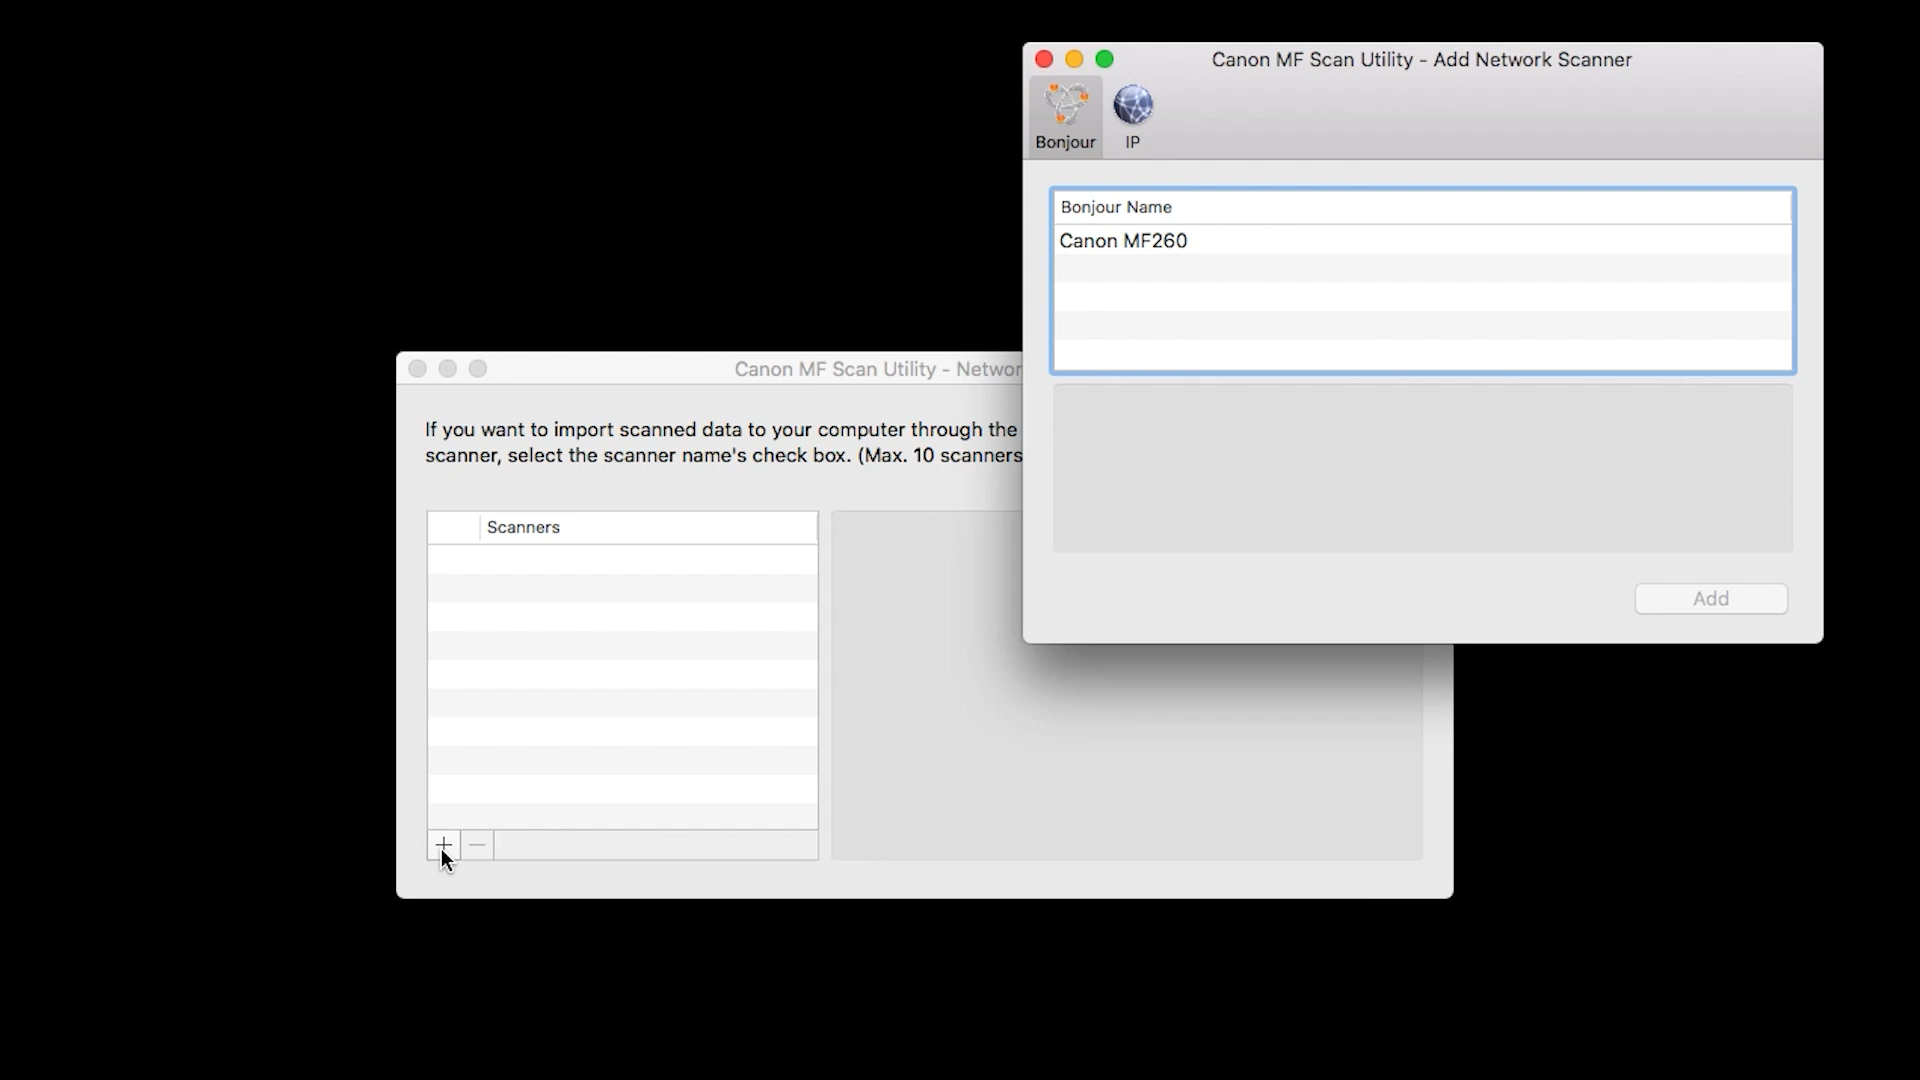 Canon MF Scan Utility - Add Network Scanner
Bonjour
IP
Bonjour Name
Canon MF260
Add
Canon MF Scan Utility - Networ
If you want to import scanned data to your computer through the
scanner, select the scanner name's check box. (Max. 10 scanners
Scanners